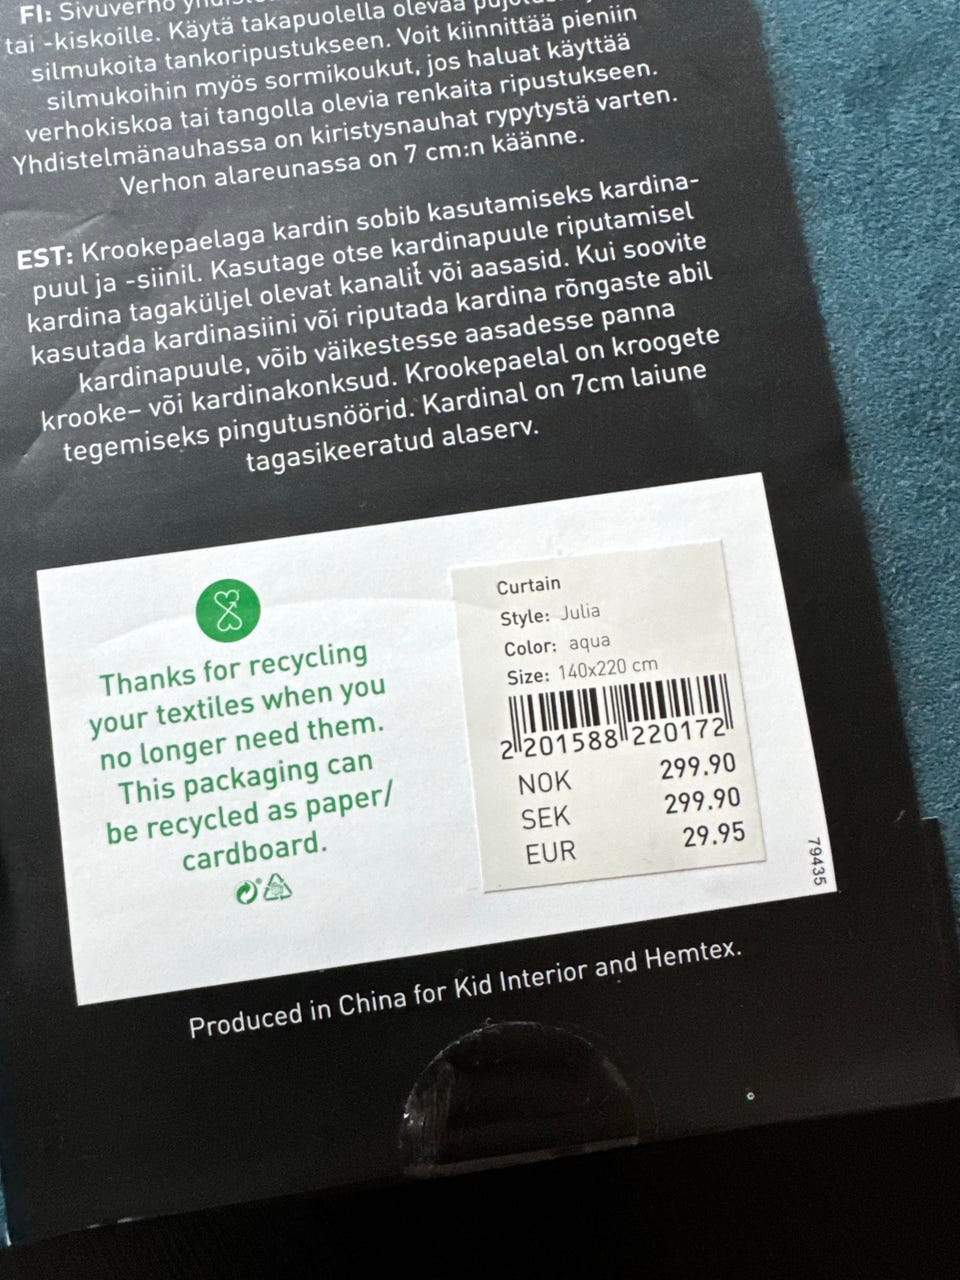 FI: Sivuverho
tai -kiskoille. Käytä takapuolella olevaa
silmukoita tankoripustukseen. Voit kiinnittää pieniin
silmukoihin myös sormikoukut, jos haluat käyttää
verhokiskoa tai tangolla olevia renkaita ripustukseen.
Yhdistelmänauhassa on kiristysnauhat rypytystä varten.
Verhon alareunassa on 7 cm:n käänne.
EST: Krookepaelaga kardin sobib kasutamiseks kardina-
puul ja -siinil. Kasutage otse kardinapuule riputamisel
kardina tagaküljel olevat kanalit või aasasid. Kui soovite
kasutada kardinasiini või riputada kardina rõngaste abil
kardinapuule, võib väikestesse aasadesse panna
krooke– või kardinakonksud. Krookepaelal on kroogete
tegemiseks pingutusnöörid. Kardinal on 7cm laiune
tagasikeeratud alaserv.
Thanks for recycling
your textiles when you
no longer need them.
This packaging can
be recycled as paper/
cardboard.
Curtain
Style: Julia
Color: aqua
Size: 140x220 cm
2 201588 220172
NOK 299.90
SEK 299.90
EUR 29.95
79435
Produced in China for Kid Interior and Hemtex.